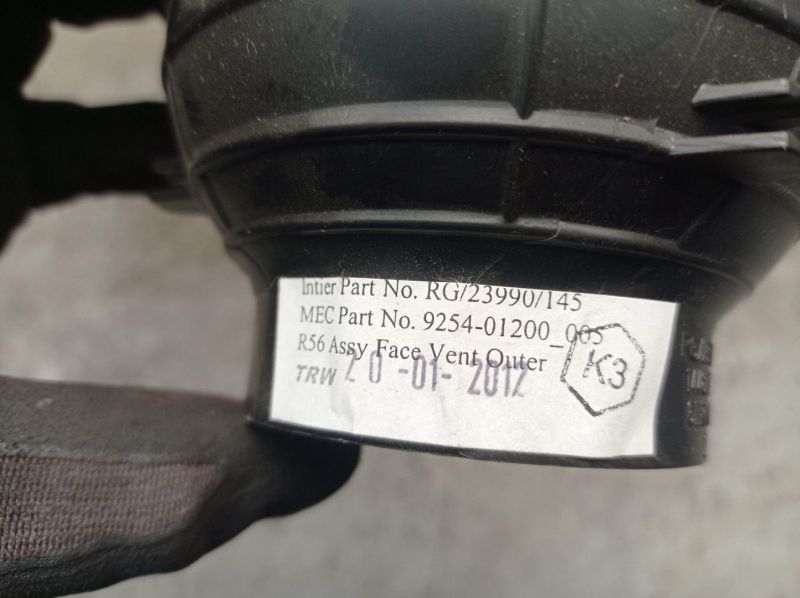 Intier Part No. RG/23990/145
MEC Part No. 9254-01200_005
R56 Assy Face Vent Outer
TRW 20-01-2012
K3